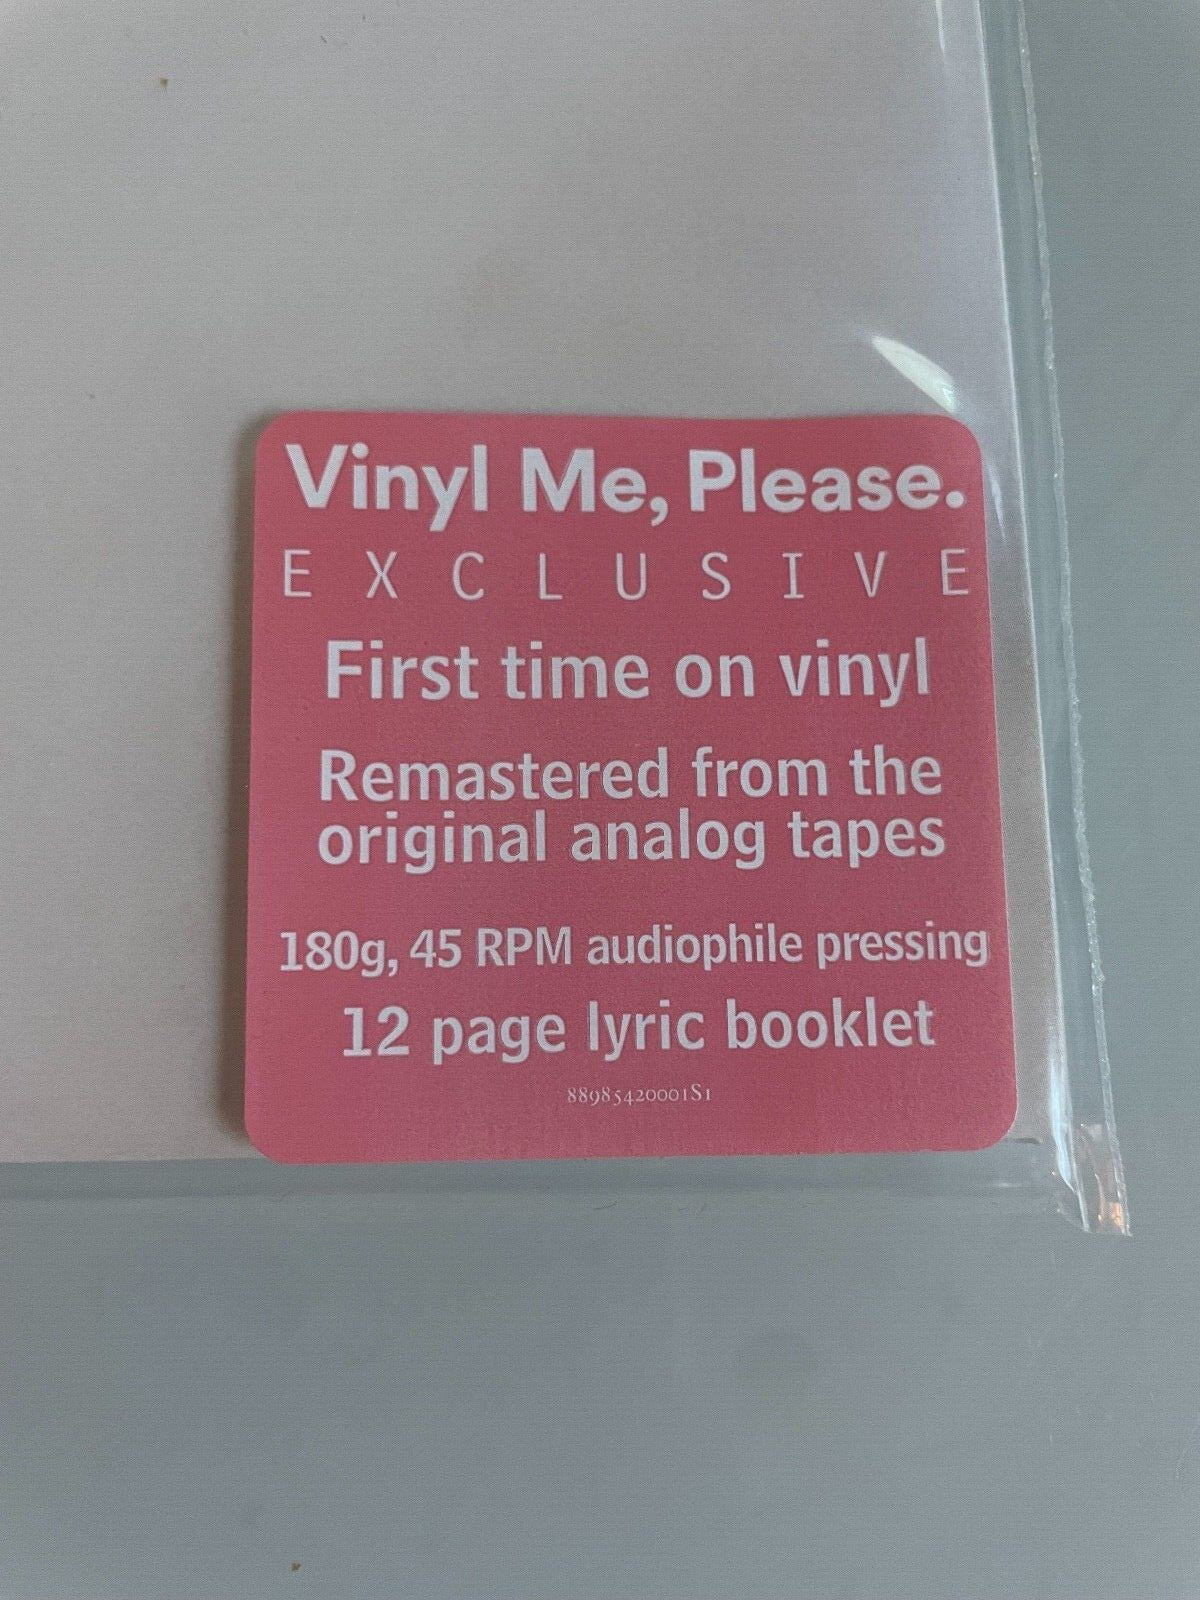 Vinyl Me, Please.
EXCLUSIVE
First time on vinyl
Remastered from the
original analog tapes
180g, 45 RPM audiophile pressing
12 page lyric booklet
88985420001S1